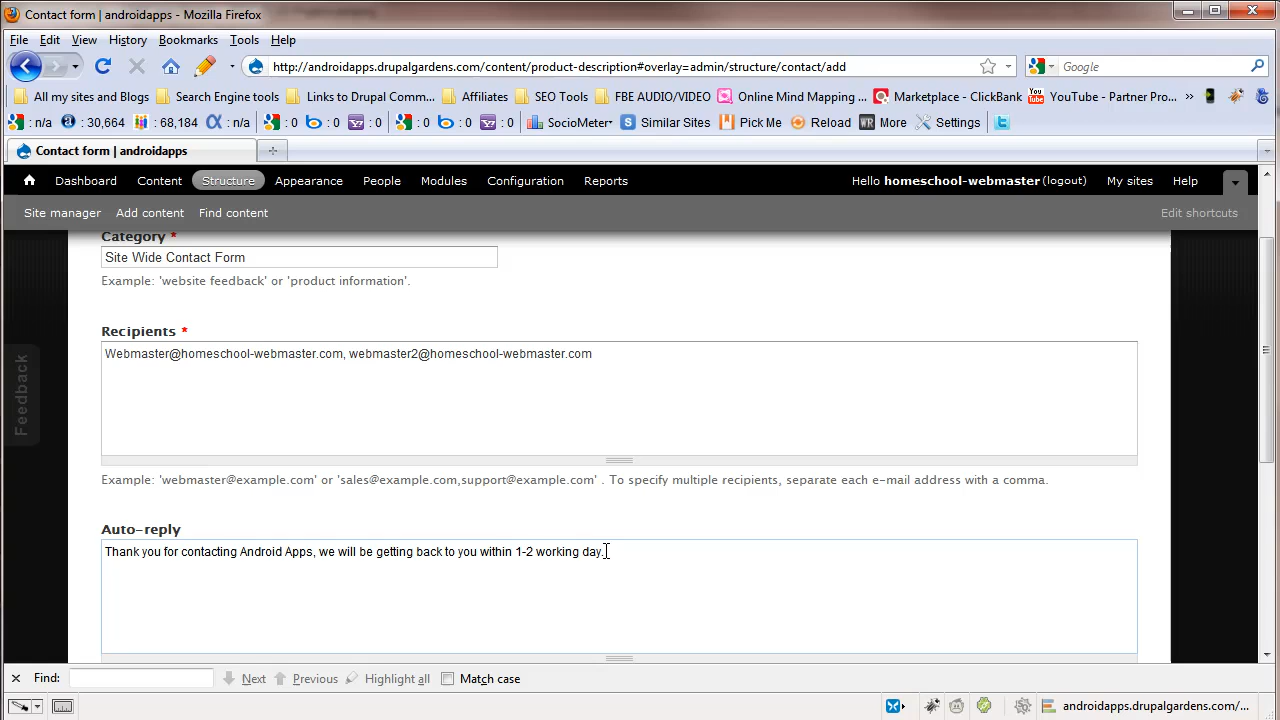 Contact form | androidapps - Mozilla Firefox
File Edit View History Bookmarks Tools Help
http://androidapps.drupalgardens.com/content/product-description#overlay=admin/structure/contact/add
Google
All my sites and Blogs Search Engine tools Links to Drupal Comm... Affiliates SEO Tools FBE AUDIO/VIDEO Online Mind Mapping ... Marketplace - ClickBank YouTube - Partner Pro... »
: n/a : 30,664 : 68,184 : n/a : 0 : 0 : 0 : 0 : 0 : 0 SocioMeter Similar Sites Pick Me Reload WR More Settings
Contact form | androidapps
Dashboard Content Structure Appearance People Modules Configuration Reports Hello homeschool-webmaster (logout) My sites Help
Site manager Add content Find content Edit shortcuts
Category *
Site Wide Contact Form
Example: 'website feedback' or 'product information'.
Recipients *
Webmaster@homeschool-webmaster.com, webmaster2@homeschool-webmaster.com
Feedback
Example: 'webmaster@example.com' or 'sales@example.com,support@example.com' . To specify multiple recipients, separate each e-mail address with a comma.
Auto-reply
Thank you for contacting Android Apps, we will be getting back to you within 1-2 working day.
Find: Next Previous Highlight all Match case
androidapps.drupalgardens.com/...